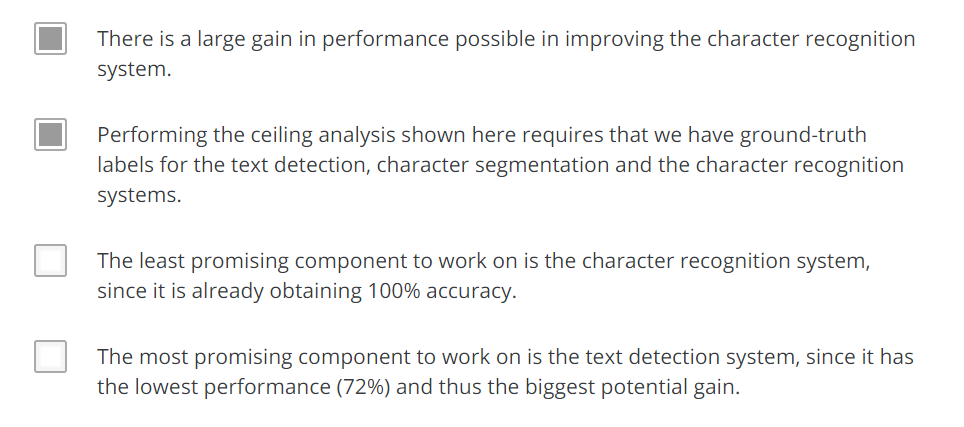 There is a large gain in performance possible in improving the character recognition
system.
Performing the ceiling analysis shown here requires that we have ground-truth
labels for the text detection, character segmentation and the character recognition
systems.
The least promising component to work on is the character recognition system,
since it is already obtaining 100% accuracy.
The most promising component to work on is the text detection system, since it has
the lowest performance (72%) and thus the biggest potential gain.